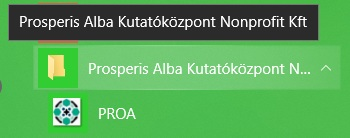 Prosperis Alba Kutatóközpont Nonprofit Kft
Prosperis Alba Kutatóközpont N...
PROA